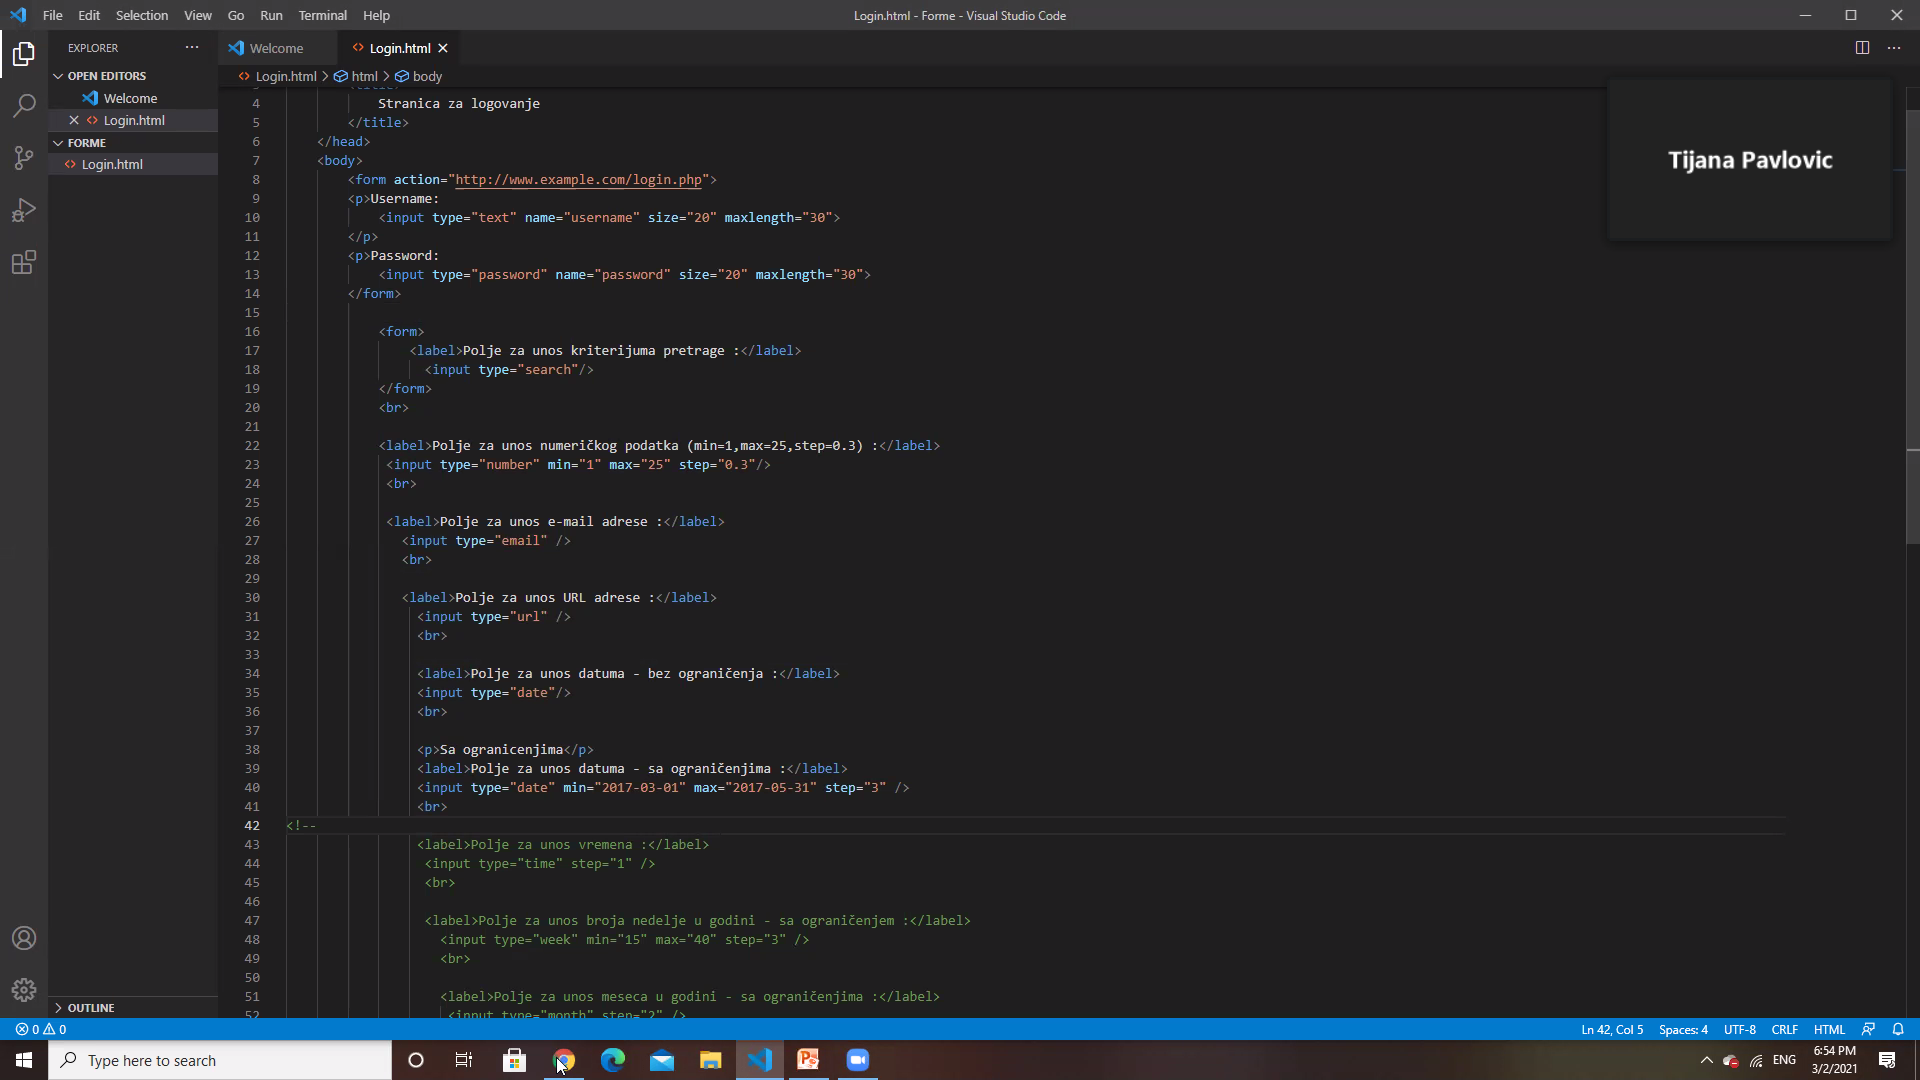 File Edit Selection View Go Run Terminal Help
Login.html - Forme - Visual Studio Code
EXPLORER
Welcome
Login.html
OPEN EDITORS
Login.html > html > body
Welcome
Login.html
FORME
Login.html
Tijana Pavlovic
4 Stranica za logovanje
5 </title>
6 </head>
7 <body>
8 <form action="http://www.example.com/login.php">
9 <p>Username:
10 <input type="text" name="username" size="20" maxlength="30">
11 </p>
12 <p>Password:
13 <input type="password" name="password" size="20" maxlength="30">
14 </form>
15
16 <form>
17 <label>Polje za unos kriterijuma pretrage :</label>
18 <input type="search"/>
19 </form>
20 <br>
21
22 <label>Polje za unos numeričkog podatka (min=1,max=25,step=0.3) :</label>
23 <input type="number" min="1" max="25" step="0.3"/>
24 <br>
25
26 <label>Polje za unos e-mail adrese :</label>
27 <input type="email" />
28 <br>
29
30 <label>Polje za unos URL adrese :</label>
31 <input type="url" />
32 <br>
33
34 <label>Polje za unos datuma - bez ograničenja :</label>
35 <input type="date"/>
36 <br>
37
38 <p>Sa ogranicenjima</p>
39 <label>Polje za unos datuma - sa ograničenjima :</label>
40 <input type="date" min="2017-03-01" max="2017-05-31" step="3" />
41 <br>
42 <!--
43 <label>Polje za unos vremena :</label>
44 <input type="time" step="1" />
45 <br>
46
47 <label>Polje za unos broja nedelje u godini - sa ograničenjem :</label>
48 <input type="week" min="15" max="40" step="3" />
49 <br>
50
51 <label>Polje za unos meseca u godini - sa ograničenjima :</label>
52 <input type="month" step="2" />
OUTLINE
0 0
Ln 42, Col 5 Spaces: 4 UTF-8 CRLF HTML
Type here to search
ENG
6:54 PM
3/2/2021